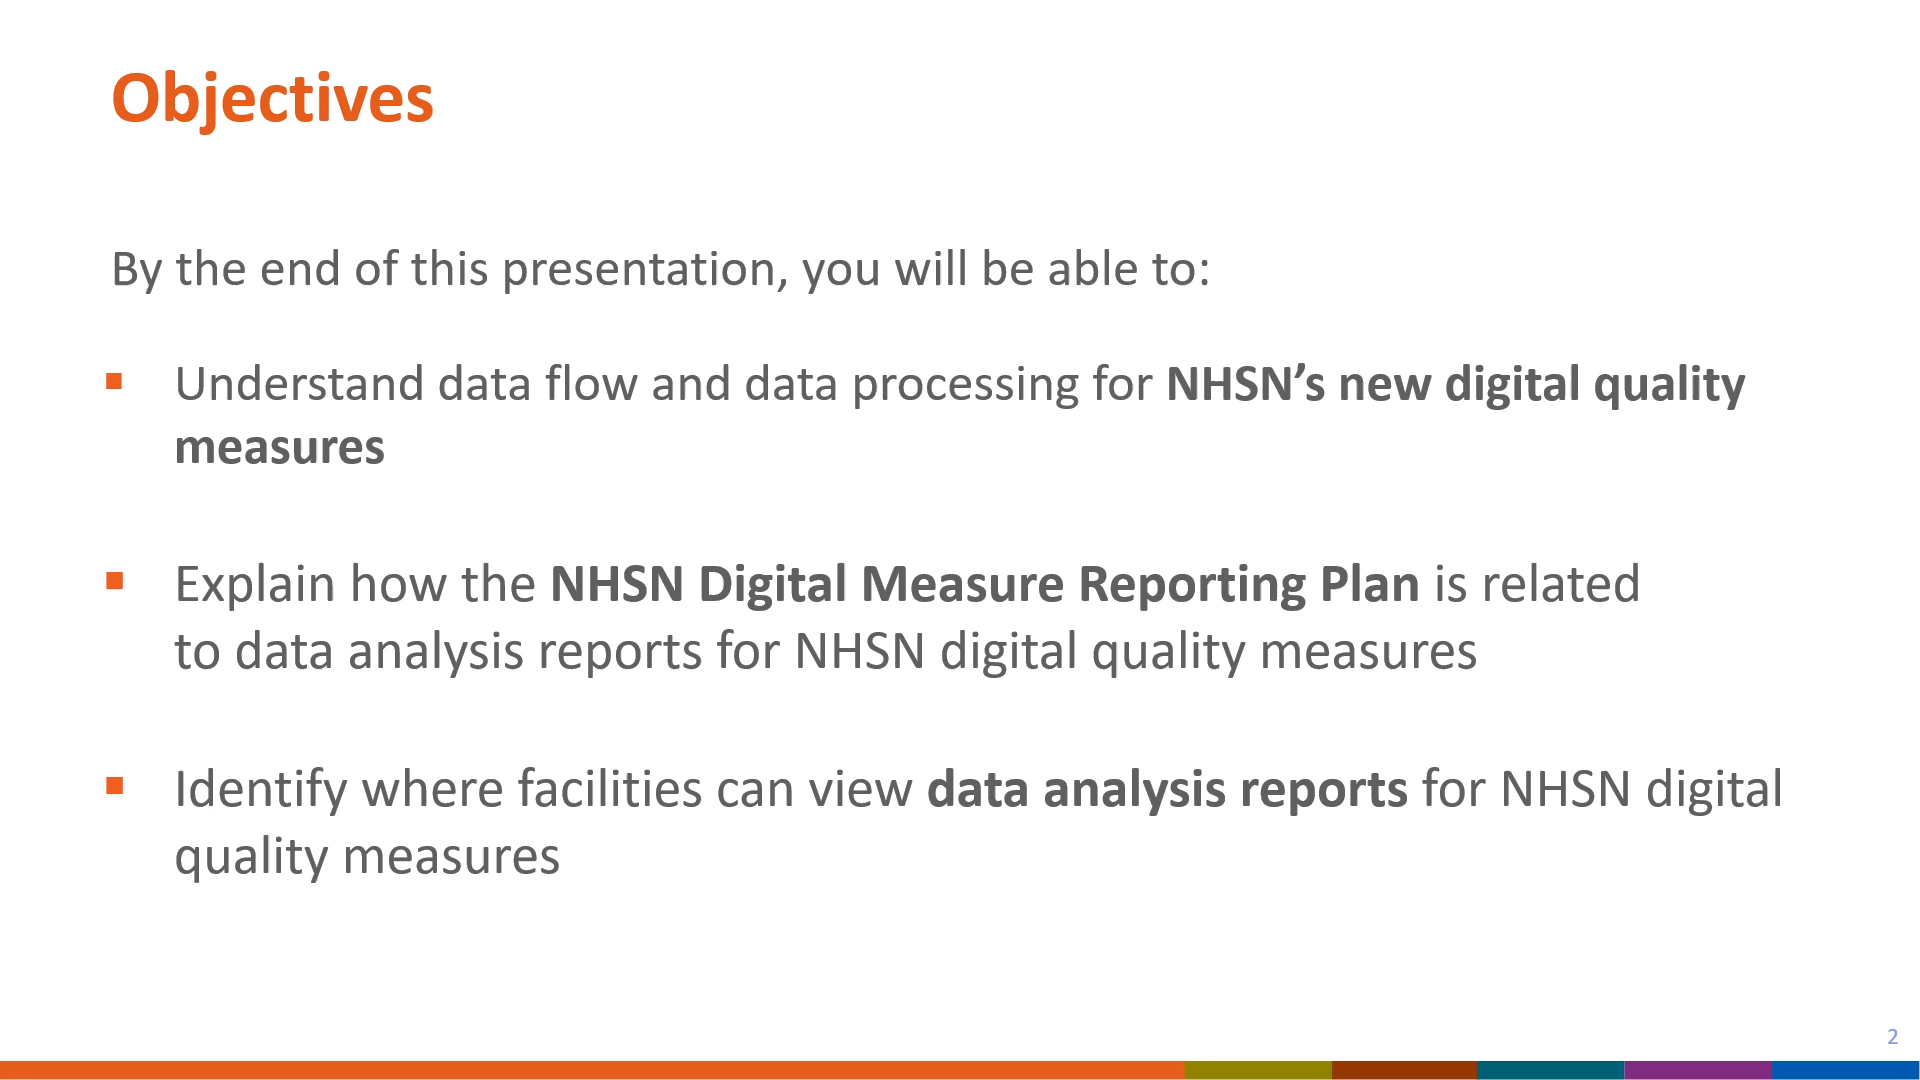 Objectives
By the end of this presentation, you will be able to:
▪ Understand data flow and data processing for NHSN’s new digital quality
measures
▪ Explain how the NHSN Digital Measure Reporting Plan is related
to data analysis reports for NHSN digital quality measures
▪ Identify where facilities can view data analysis reports for NHSN digital
quality measures
2